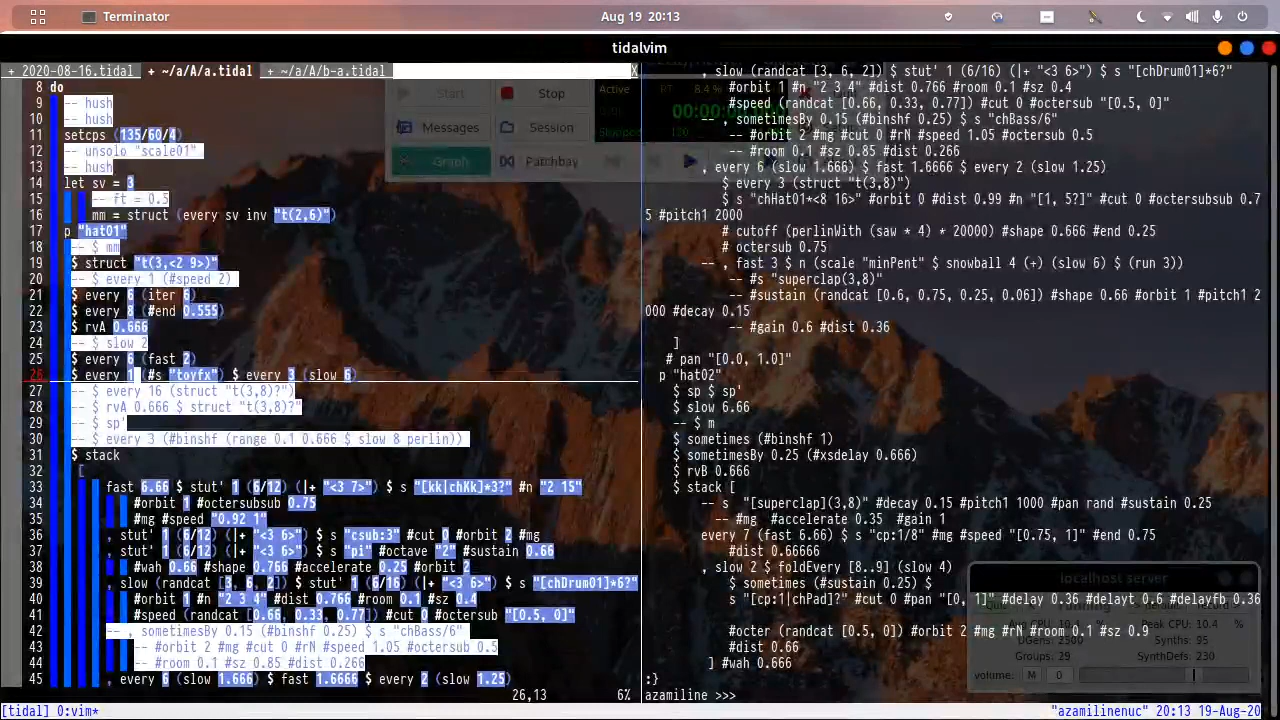 Terminator
Aug 19 20:13
tidalvim
+ 2020-08-16.tidal + ~/a/A/a.tidal + ~/a/A/b-a.tidal X
8 do
9 -- hush
10 -- hush
11 setcps (135/60/4)
12 -- unsolo "scale01"
13 -- hush
14 let sv = 3
15 -- ft = 0.5
16 mm = struct (every sv inv "t(2,6)")
17 p "hat01"
18 -- $ mm
19 $ struct "t(3,<2 9>)"
20 -- $ every 1 (#speed 2)
21 $ every 6 (iter 6)
22 $ every 8 (#end 0.555)
23 $ rvA 0.666
24 -- $ slow 2
25 $ every 6 (fast 2)
26 $ every 1 (#s "toyfx") $ every 3 (slow 6)
27 -- $ every 16 (struct "t(3,8)?")
28 -- $ rvA 0.666 $ struct "t(3,8)?"
29 -- $ sp'
30 -- $ every 3 (#binshf (range 0.1 0.666 $ slow 8 perlin))
31 $ stack
32 [
33 fast 6.66 $ stut' 1 (6/12) (|+ "<3 7>") $ s "[kk|chKk]*3?" #n "2 15"
34 #orbit 1 #octersubsub 0.75
35 #mg #speed "0.92 1"
36 , stut' 1 (6/12) (|+ "<3 6>") $ s "csub:3" #cut 0 #orbit 2 #mg
37 , stut' 1 (6/12) (|+ "<3 6>") $ s "pi" #octave "2" #sustain 0.66
38 #wah 0.66 #shape 0.766 #accelerate 0.25 #orbit 2
39 , slow (randcat [3, 6, 2]) $ stut' 1 (6/16) (|+ "<3 6>") $ s "[chDrum01]*6?"
40 #orbit 1 #n "2 3 4" #dist 0.766 #room 0.1 #sz 0.4
41 #speed (randcat [0.66, 0.33, 0.77]) #cut 0 #octersub "[0.5, 0]"
42 -- , sometimesBy 0.15 (#binshf 0.25) $ s "chBass/6"
43 -- #orbit 2 #mg #cut 0 #rN #speed 1.05 #octersub 0.5
44 -- #room 0.1 #sz 0.85 #dist 0.266
45 , every 6 (slow 1.666) $ fast 1.6666 $ every 2 (slow 1.25)
26,13 6%
Start
Stop
Messages
Session
Graph
Patchbay
Active
RT
8.4 %
00:00:00
Stopped
120
, slow (randcat [3, 6, 2]) $ stut' 1 (6/16) (|+ "<3 6>") $ s "[chDrum01]*6?"
#orbit 1 #n "2 3 4" #dist 0.766 #room 0.1 #sz 0.4
#speed (randcat [0.66, 0.33, 0.77]) #cut 0 #octersub "[0.5, 0]"
-- , sometimesBy 0.15 (#binshf 0.25) $ s "chBass/6"
-- #orbit 2 #mg #cut 0 #rN #speed 1.05 #octersub 0.5
-- #room 0.1 #sz 0.85 #dist 0.266
, every 6 (slow 1.666) $ fast 1.6666 $ every 2 (slow 1.25)
$ every 3 (struct "t(3,8)")
$ s "chHat01*<8 16>" #orbit 0 #dist 0.99 #n "[1, 5?]" #cut 0 #octersubsub 0.7
5 #pitch1 2000
# cutoff (perlinWith (saw * 4) * 20000) #shape 0.666 #end 0.25
# octersub 0.75
-- , fast 3 $ n (scale "minPent" $ snowball 4 (+) (slow 6) $ (run 3))
-- #s "superclap(3,8)"
-- #sustain (randcat [0.6, 0.75, 0.25, 0.06]) #shape 0.66 #orbit 1 #pitch1 2
000 #decay 0.15
-- #gain 0.6 #dist 0.36
]
# pan "[0.0, 1.0]"
p "hat02"
$ sp $ sp'
$ slow 6.66
-- $ m
$ sometimes (#binshf 1)
$ sometimesBy 0.25 (#xsdelay 0.666)
$ rvB 0.666
$ stack [
-- s "[superclap](3,8)" #decay 0.15 #pitch1 1000 #pan rand #sustain 0.25
-- #mg #accelerate 0.35 #gain 1
every 7 (fast 6.66) $ s "cp:1/8" #mg #speed "[0.75, 1]" #end 0.75
#dist 0.66666
, slow 2 $ foldEvery [8..9] (slow 4)
$ sometimes (#sustain 0.25) $
s "[cp:1|chPad]?" #cut 0 #pan "[0, 1]" #delay 0.36 #delayt 0.6 #delayfb 0.36
#octer (randcat [0.5, 0]) #orbit 2 #mg #rN #room 0.1 #sz 0.9
#dist 0.66
] #wah 0.666
:}
azamiline >>>
localhost server
Peak CPU: 10.4 %
UGens: 2500
Synths: 95
Groups: 29
SynthDefs: 230
volume: M 0
[tidal] 0:vim*
"azamilinenuc" 20:13 19-Aug-20